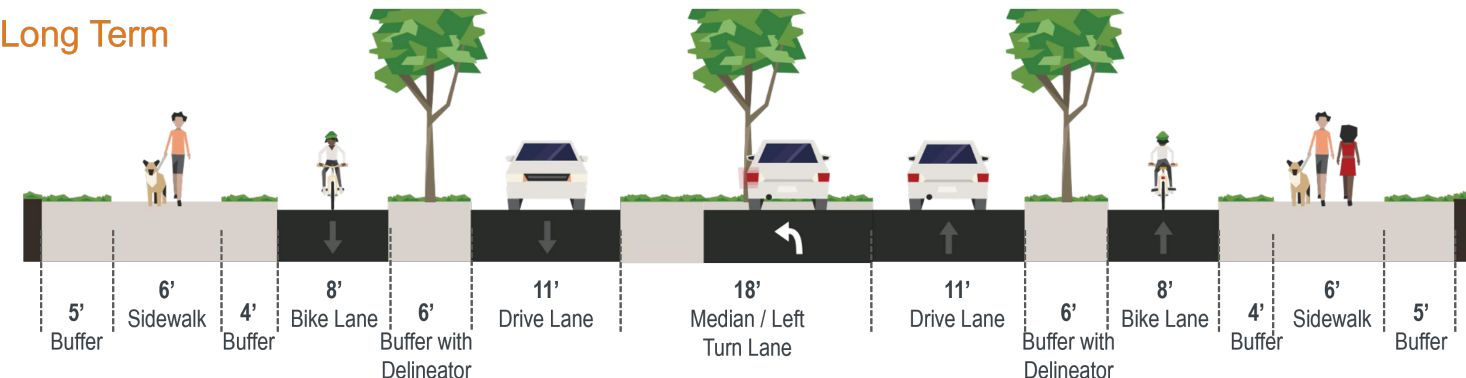 Long Term
5’
Buffer
6’
Sidewalk
4’
Buffer
8’
Bike Lane
6’
Buffer with
Delineator
11’
Drive Lane
18’
Median / Left
Turn Lane
11’
Drive Lane
6’
Buffer with
Delineator
8’
Bike Lane
4’
Buffer
6’
Sidewalk
5’
Buffer